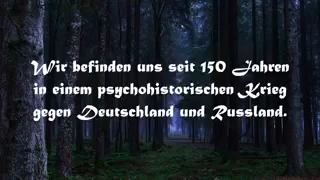 Wir befinden uns seit 150 Jahren
in einem psychohistorischen Krieg
gegen Deutschland und Russland.